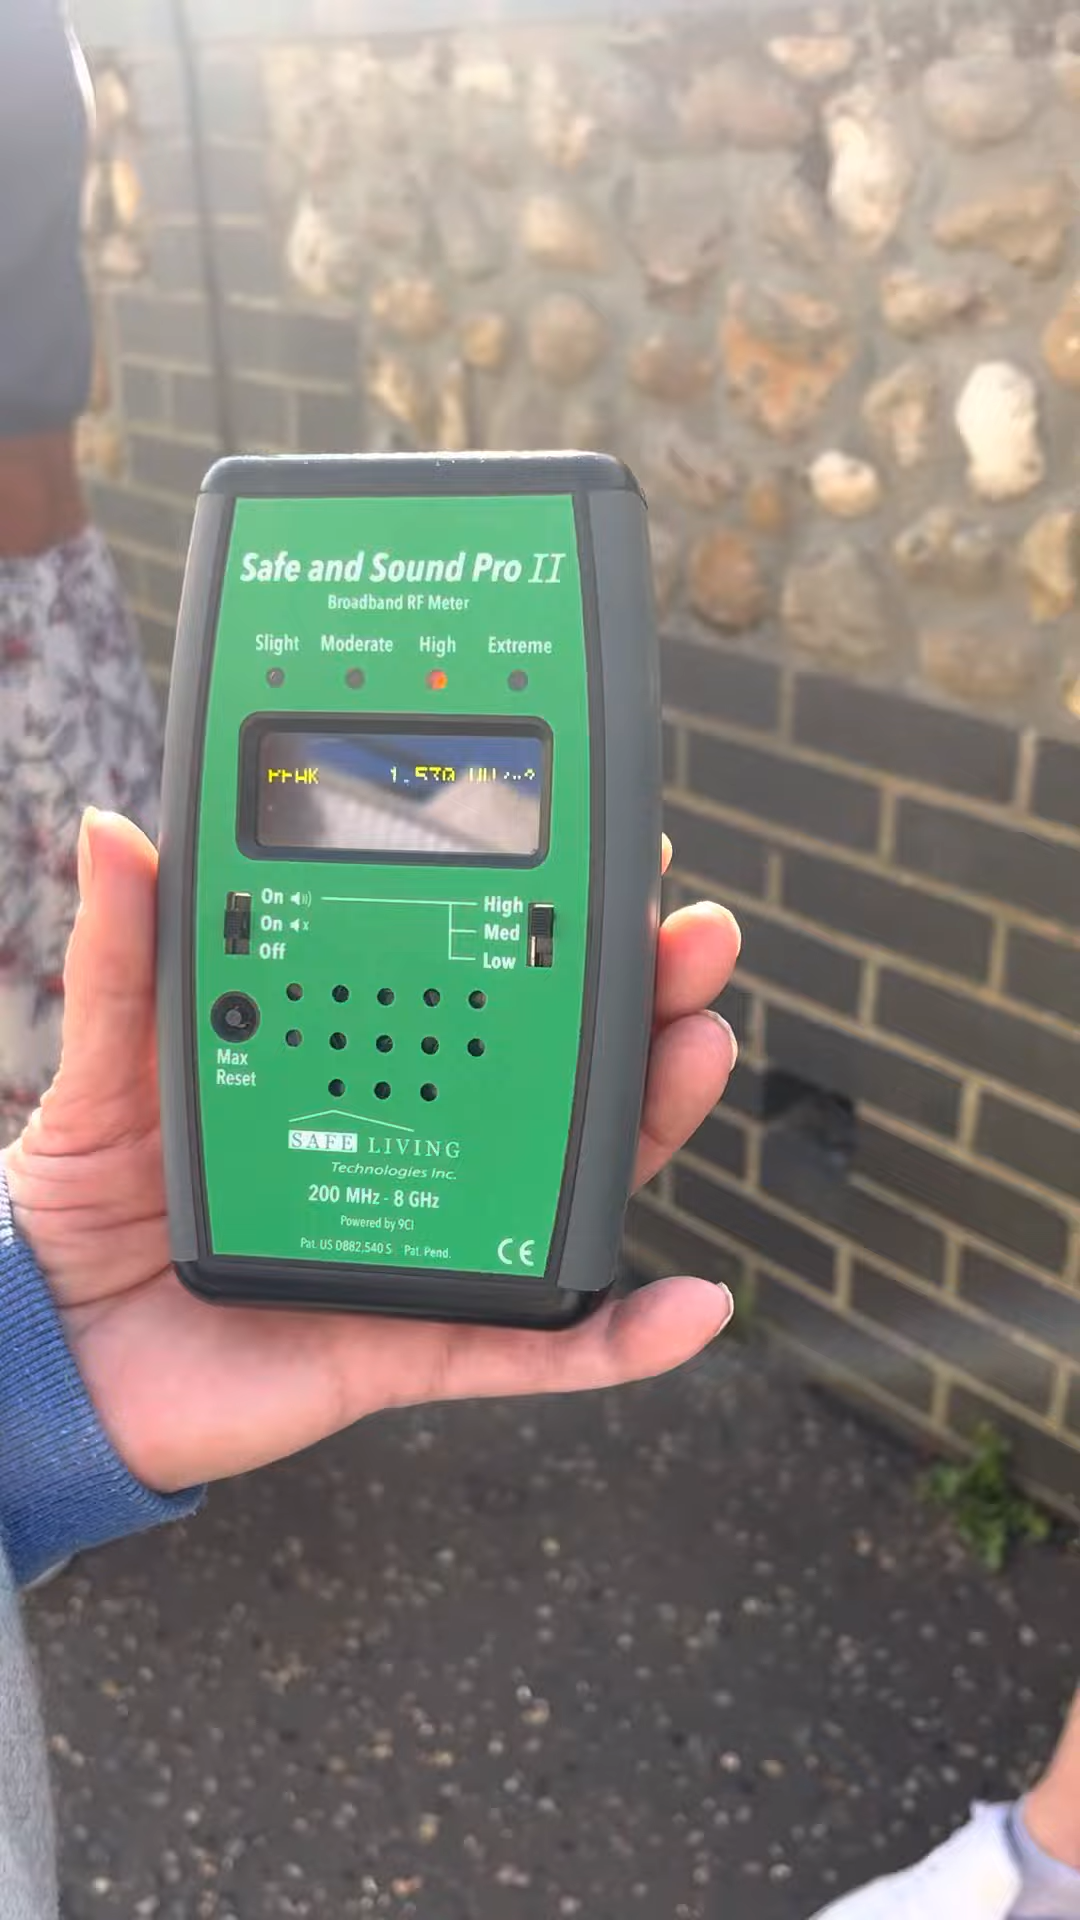 Safe and Sound Pro II
Broadband RF Meter
Slight Moderate High Extreme
On High
On Med
Off Low
Max
Reset
SAFE LIVING
Technologies Inc.
200 MHz - 8 GHz
Powered by 9CI
Pat. US D882,540 S Pat. Pend.
CE